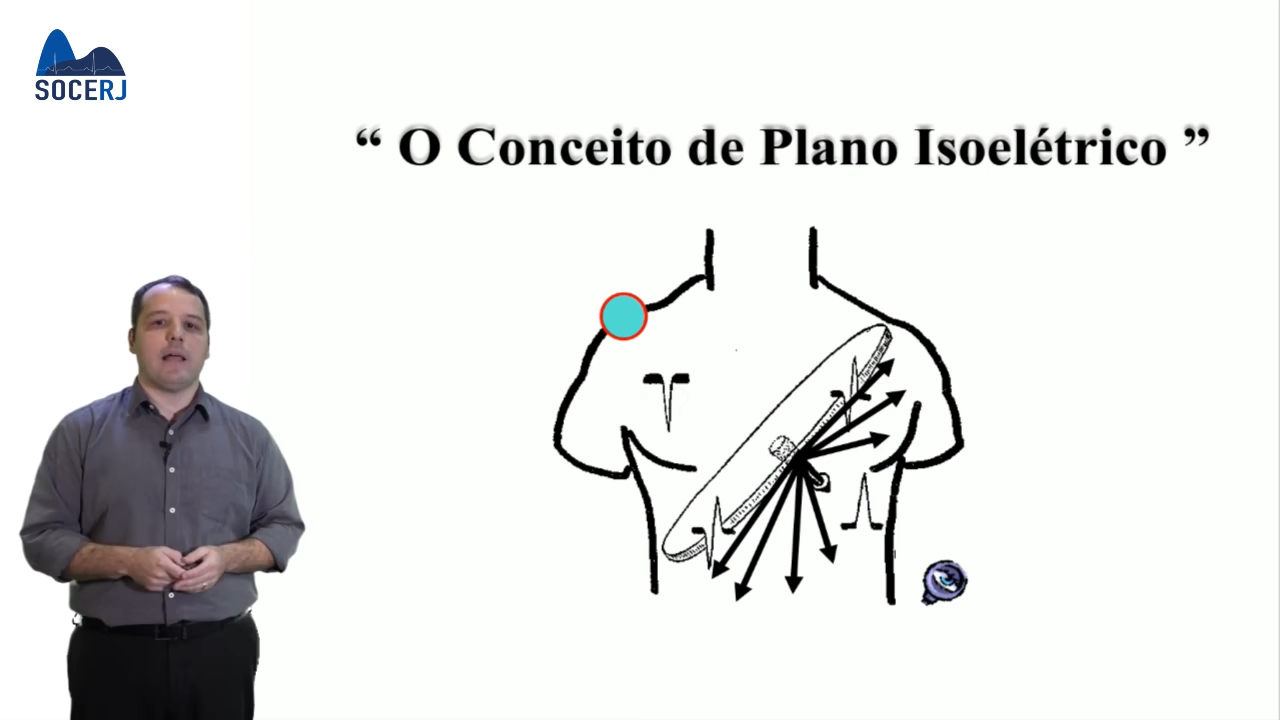 SOCERJ
“ O Conceito de Plano Isoelétrico ”